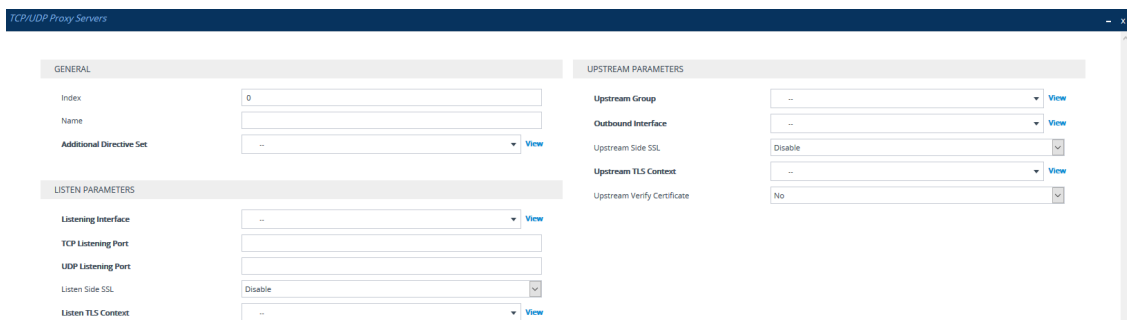 TCP/UDP Proxy Servers
– x
GENERAL
Index 0
Name
Additional Directive Set -- View
LISTEN PARAMETERS
Listening Interface -- View
TCP Listening Port
UDP Listening Port
Listen Side SSL Disable
Listen TLS Context -- View
UPSTREAM PARAMETERS
Upstream Group -- View
Outbound Interface -- View
Upstream Side SSL Disable
Upstream TLS Context -- View
Upstream Verify Certificate No